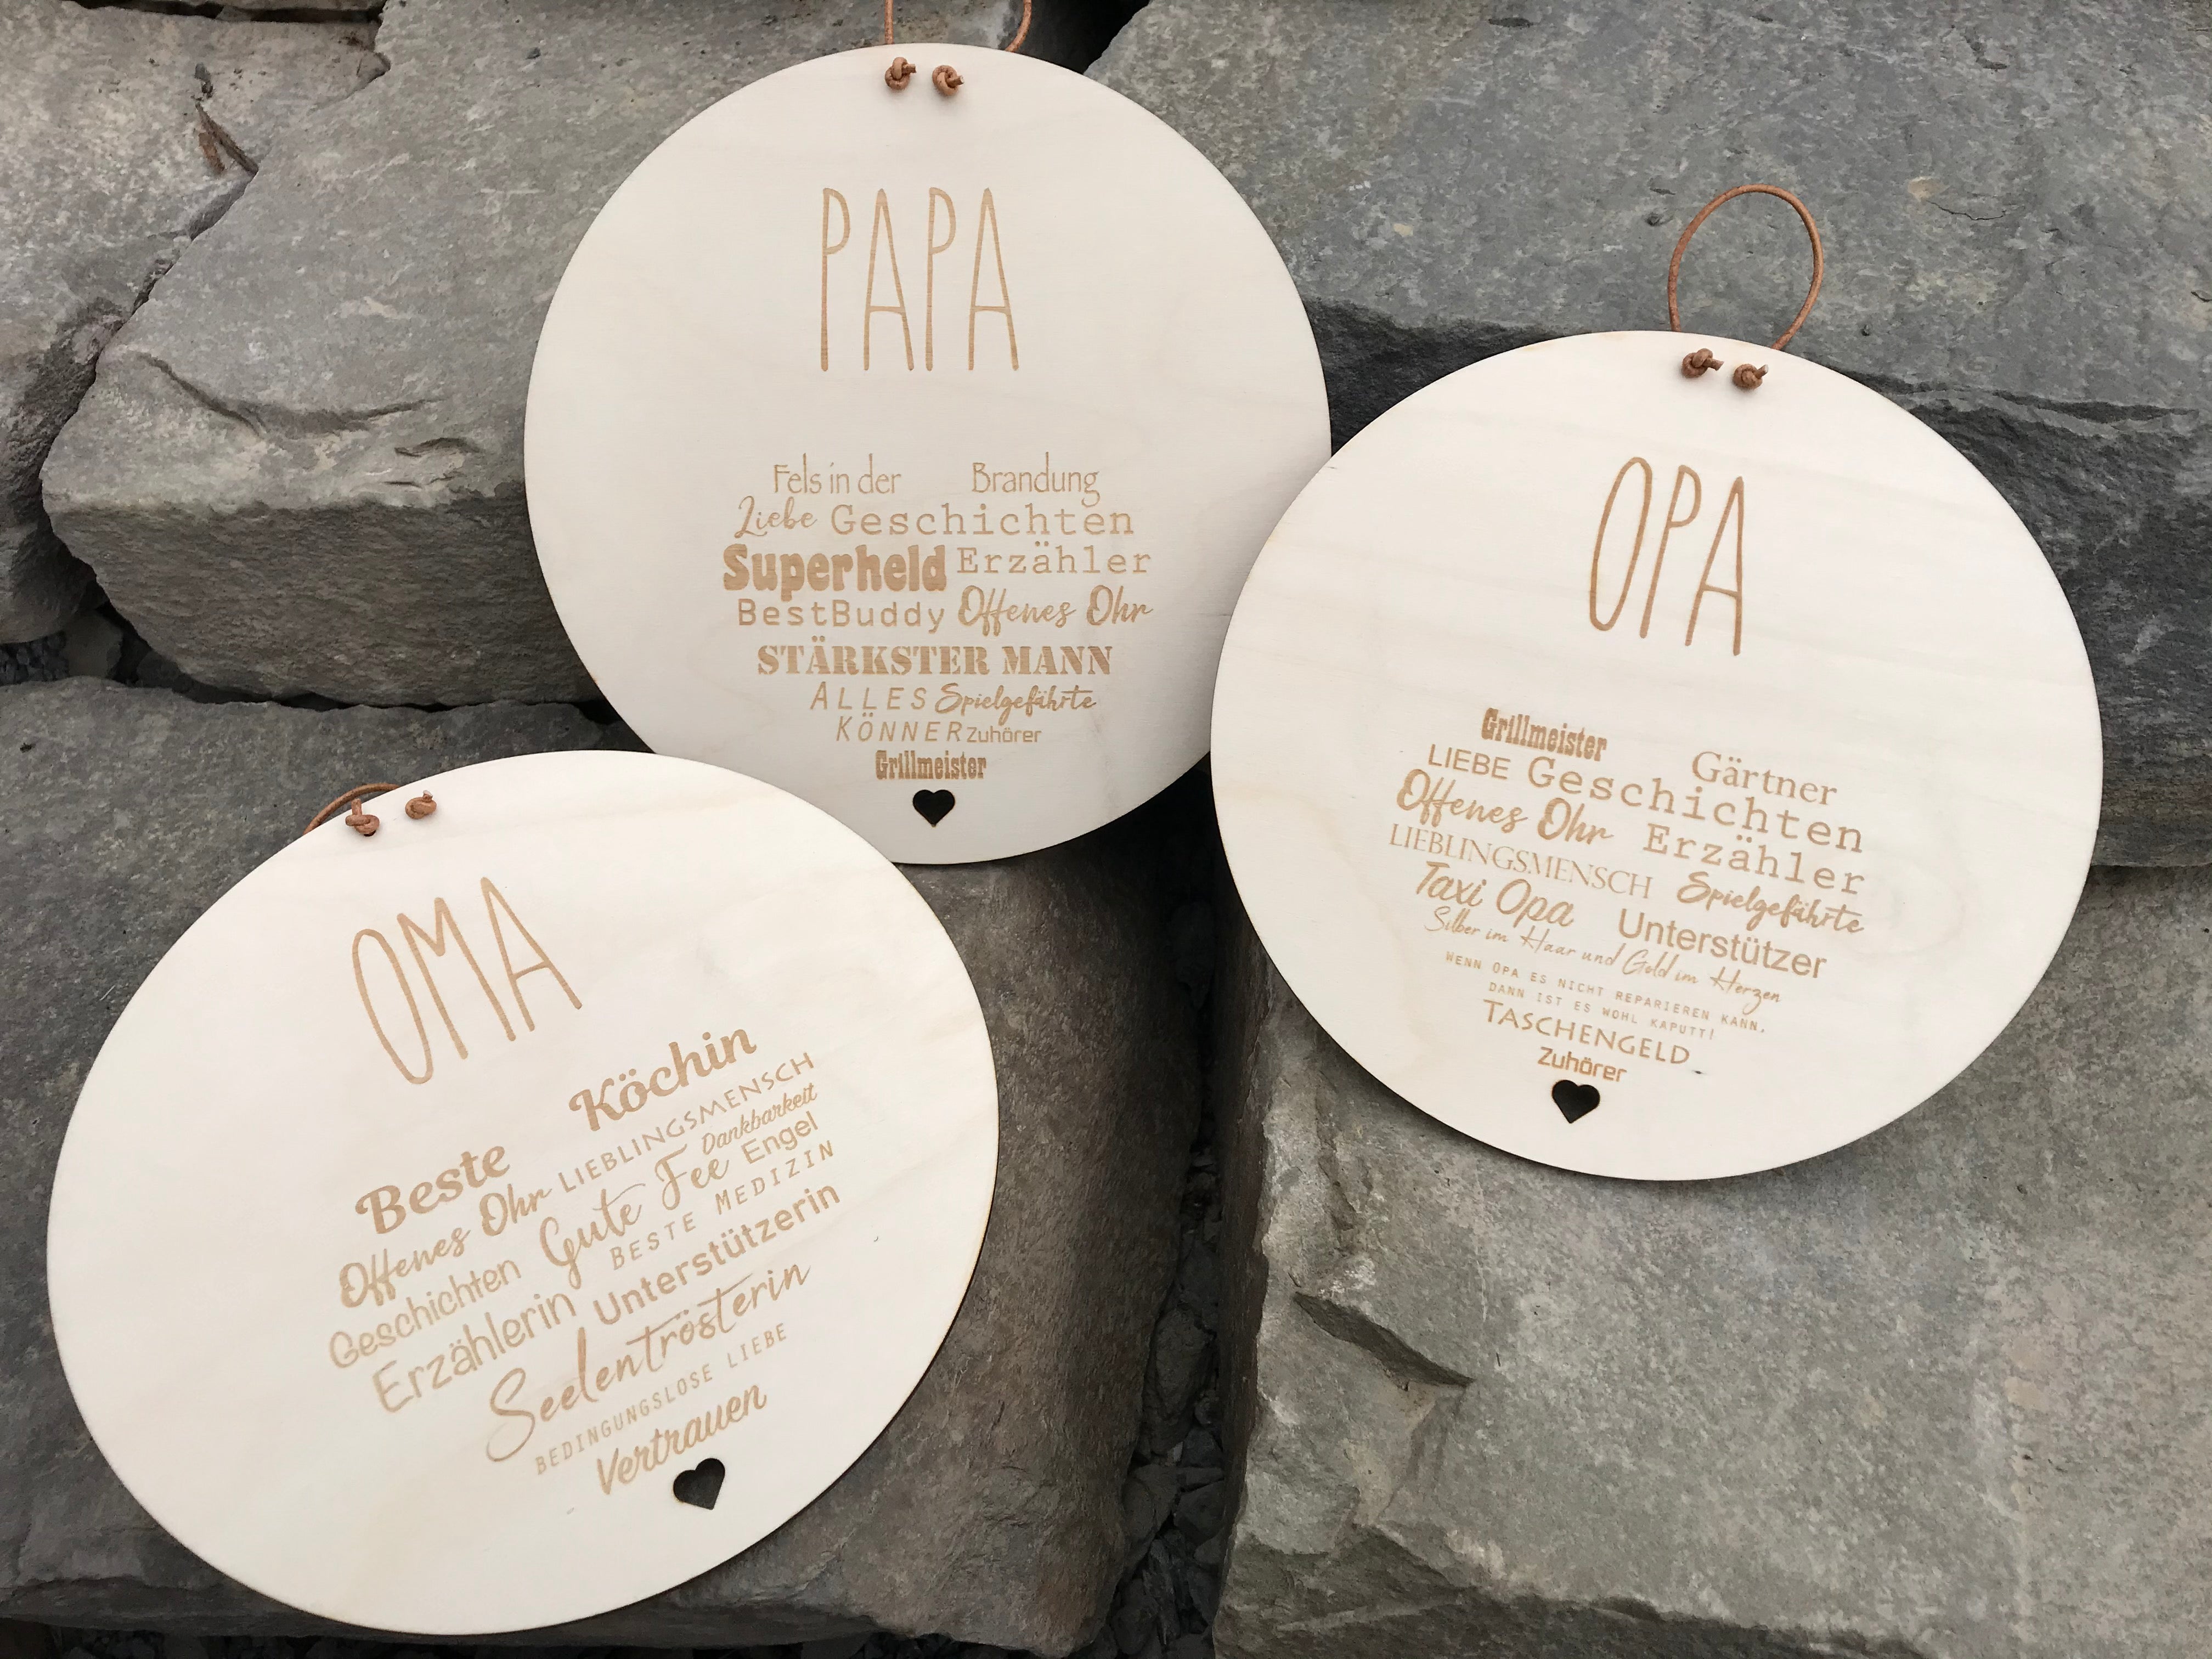 PAPA
Fels in der Brandung
Liebe Geschichten
Superheld Erzähler
BestBuddy Offenes Ohr
STÄRKSTER MANN
ALLES Spielgefährte
KÖNNER Zuhörer
Grillmeister
OPA
Grillmeister Gärtner
LIEBE Geschichten
Offenes Ohr Erzähler
LIEBLINGSMENSCH Spielgefährte
Taxi Opa Unterstützer
Silber im Haar und Gold im Herzen
WENN OPA ES NICHT REPARIEREN KANN,
DANN IST ES WOHL KAPUTT!
TASCHENGELD
Zuhörer
OMA
Beste Köchin
Offenes Ohr LIEBLINGSMENSCH
Dankbarkeit
Geschichten Gute Fee Engel
BESTE MEDIZIN
Erzählerin Unterstützerin
Seelentrösterin
BEDINGUNGSLOSE LIEBE
Vertrauen